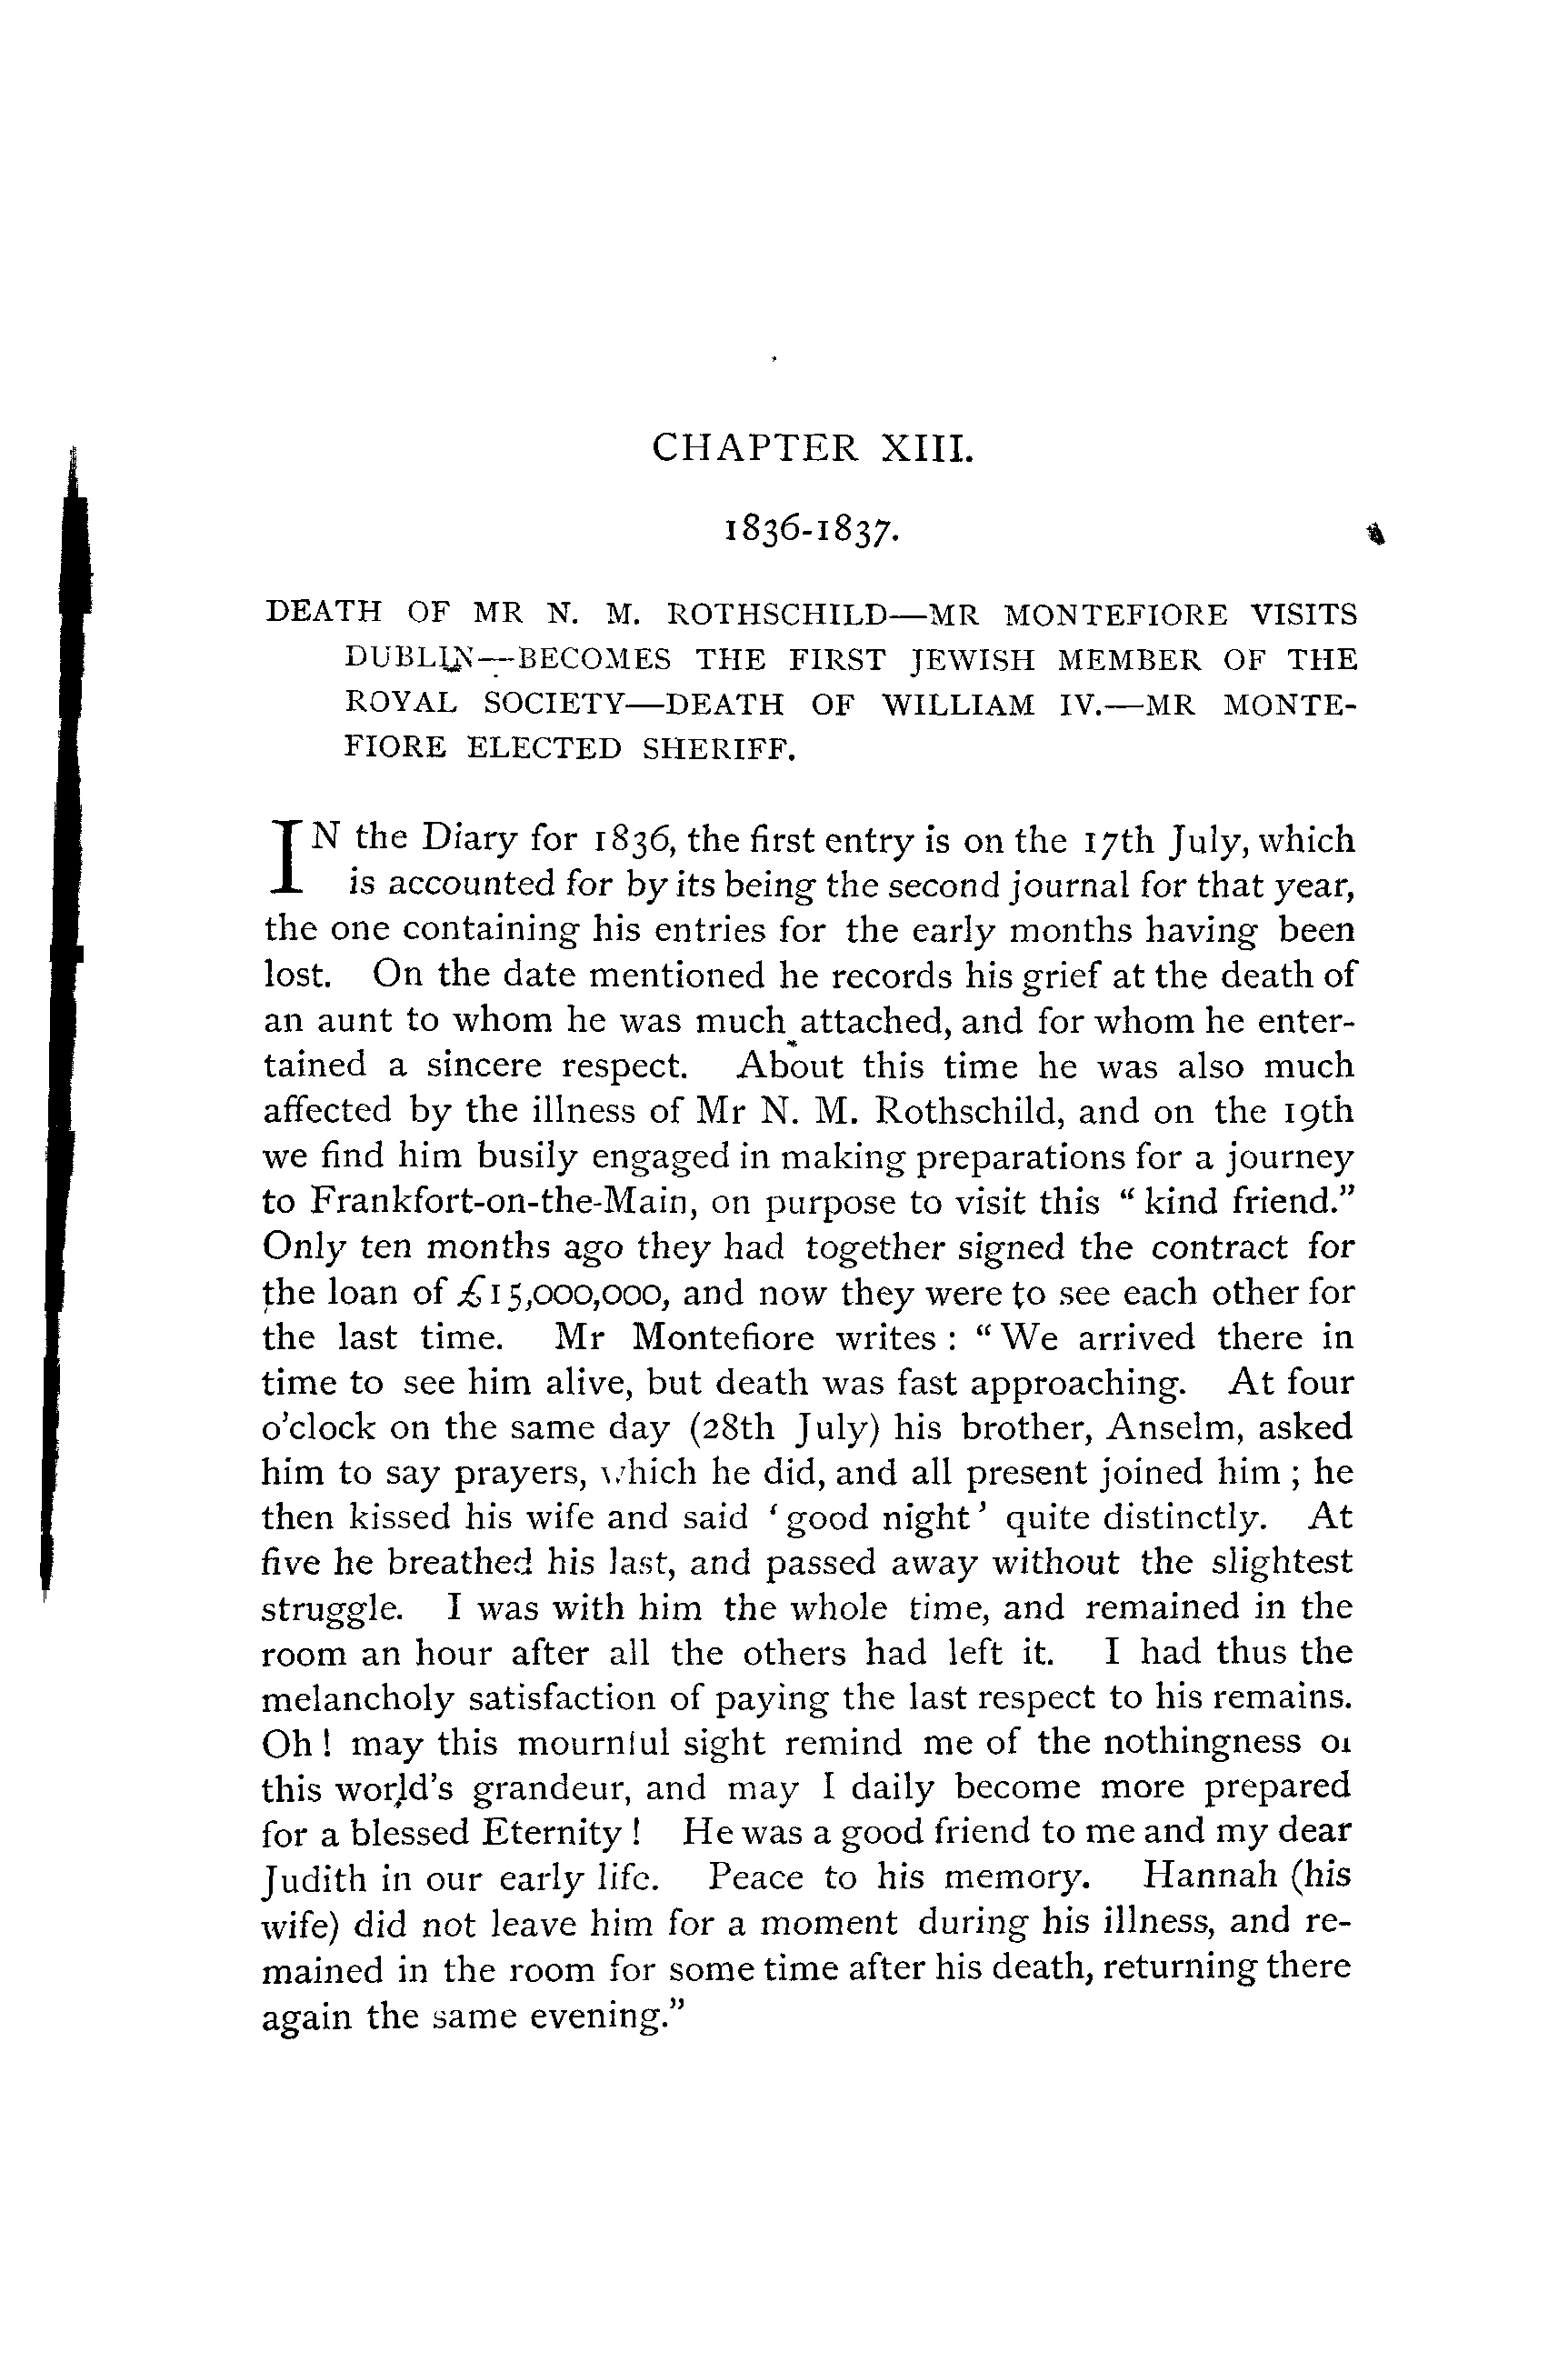 CHAPTER XIII.
1836-1837.
DEATH OF MR N. M. ROTHSCHILD—MR MONTEFIORE VISITS
DUBLIN—BECOMES THE FIRST JEWISH MEMBER OF THE
ROYAL SOCIETY—DEATH OF WILLIAM IV.—MR MONTE-
FIORE ELECTED SHERIFF.
IN the Diary for 1836, the first entry is on the 17th July, which
is accounted for by its being the second journal for that year,
the one containing his entries for the early months having been
lost. On the date mentioned he records his grief at the death of
an aunt to whom he was much attached, and for whom he enter-
tained a sincere respect. About this time he was also much
affected by the illness of Mr N. M. Rothschild, and on the 19th
we find him busily engaged in making preparations for a journey
to Frankfort-on-the-Main, on purpose to visit this “kind friend.”
Only ten months ago they had together signed the contract for
the loan of £15,000,000, and now they were to see each other for
the last time. Mr Montefiore writes: “We arrived there in
time to see him alive, but death was fast approaching. At four
o’clock on the same day (28th July) his brother, Anselm, asked
him to say prayers, which he did, and all present joined him; he
then kissed his wife and said ‘good night’ quite distinctly. At
five he breathed his last, and passed away without the slightest
struggle. I was with him the whole time, and remained in the
room an hour after all the others had left it. I had thus the
melancholy satisfaction of paying the last respect to his remains.
Oh! may this mournful sight remind me of the nothingness of
this world’s grandeur, and may I daily become more prepared
for a blessed Eternity! He was a good friend to me and my dear
Judith in our early life. Peace to his memory. Hannah (his
wife) did not leave him for a moment during his illness, and re-
mained in the room for some time after his death, returning there
again the same evening.”